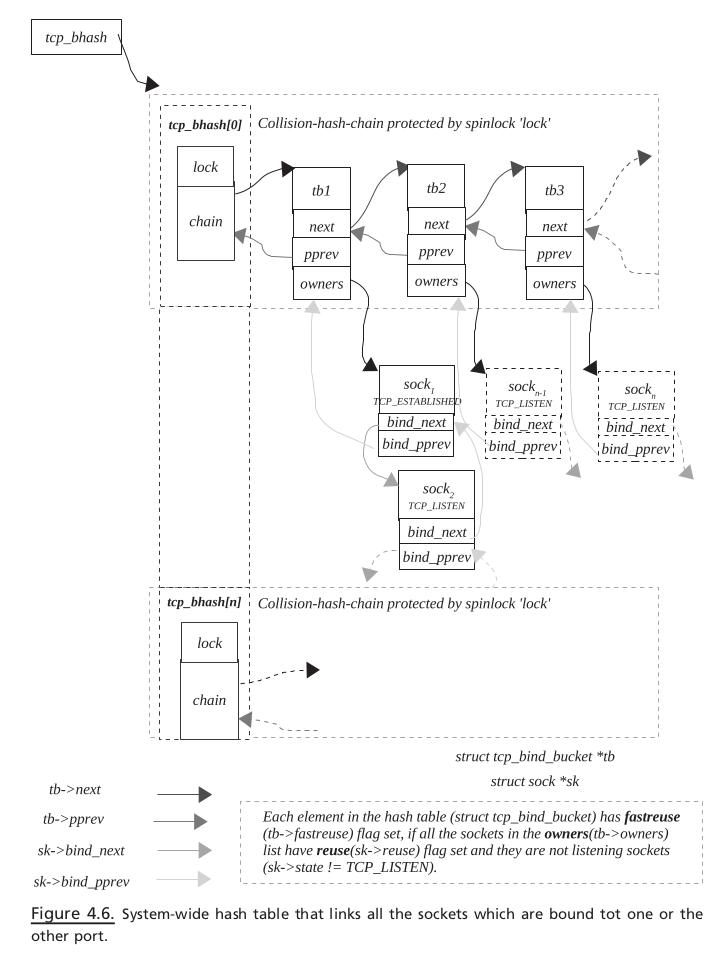 tcp_bhash
tcp_bhash[0]
Collision-hash-chain protected by spinlock 'lock'
lock
chain
tb1
next
pprev
owners
tb2
next
pprev
owners
tb3
next
pprev
owners
sock1
TCP_ESTABLISHED
bind_next
bind_pprev
sockn-1
TCP_LISTEN
bind_next
bind_pprev
sockn
TCP_LISTEN
bind_next
bind_pprev
sock2
TCP_LISTEN
bind_next
bind_pprev
tcp_bhash[n]
Collision-hash-chain protected by spinlock 'lock'
lock
chain
struct tcp_bind_bucket *tb
struct sock *sk
tb->next
tb->pprev
sk->bind_next
sk->bind_pprev
Each element in the hash table (struct tcp_bind_bucket) has fastreuse
(tb->fastreuse) flag set, if all the sockets in the owners(tb->owners)
list have reuse(sk->reuse) flag set and they are not listening sockets
(sk->state != TCP_LISTEN).
Figure 4.6. System-wide hash table that links all the sockets which are bound tot one or the
other port.